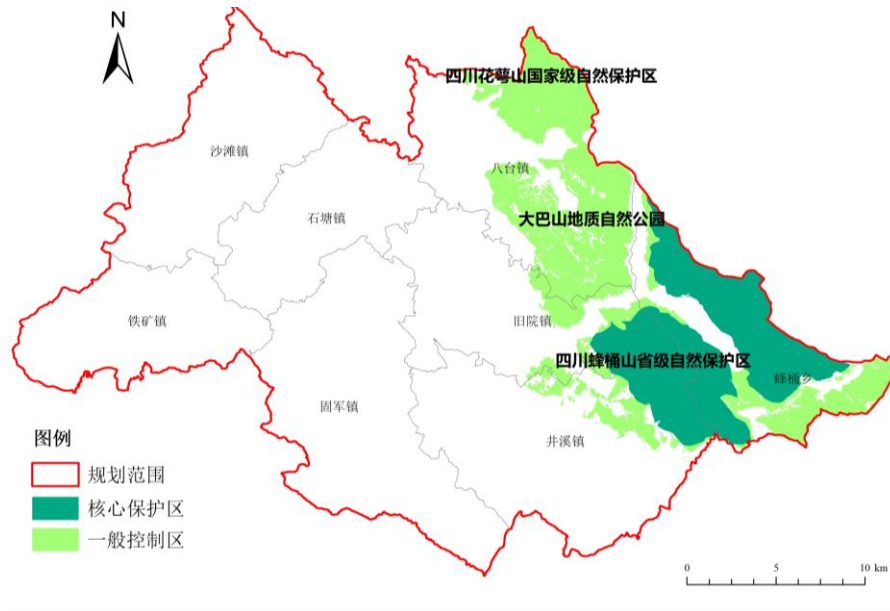 N
四川花萼山国家级自然保护区
沙滩镇
八台镇
石塘镇
大巴山地质自然公园
铁矿镇
旧院镇
四川蜂桶山省级自然保护区
蜂桶乡
固军镇
井溪镇
图例
规划范围
核心保护区
一般控制区
0 5 10 km